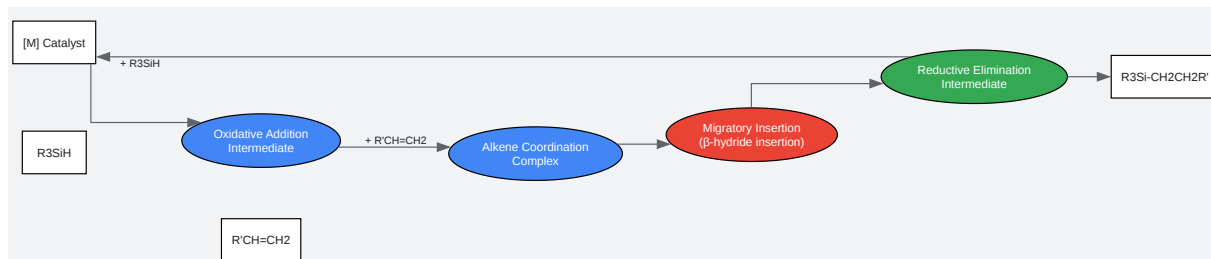 [M] Catalyst
+ R3SiH
R3SiH
Oxidative Addition
Intermediate
+ R'CH=CH2
Alkene Coordination
Complex
Migratory Insertion
(β-hydride insertion)
Reductive Elimination
Intermediate
R3Si-CH2CH2R'
R'CH=CH2